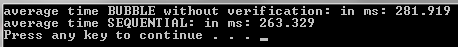 average time BUBBLE without verification: in ms: 281.919
average time SEQUENTIAL: in ms: 263.329
Press any key to continue . . . _